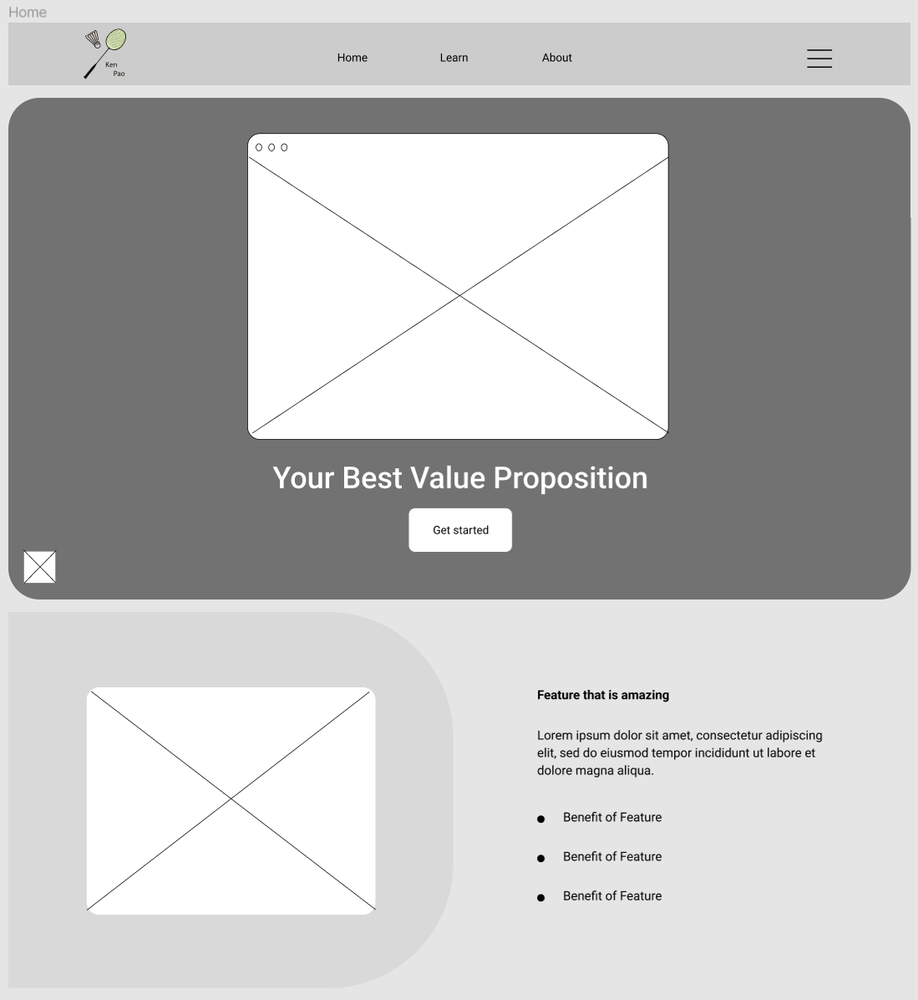 Home
Ken
Pao
Home
Learn
About
Your Best Value Proposition
Get started
Feature that is amazing
Lorem ipsum dolor sit amet, consectetur adipiscing
elit, sed do eiusmod tempor incididunt ut labore et
dolore magna aliqua.
Benefit of Feature
Benefit of Feature
Benefit of Feature